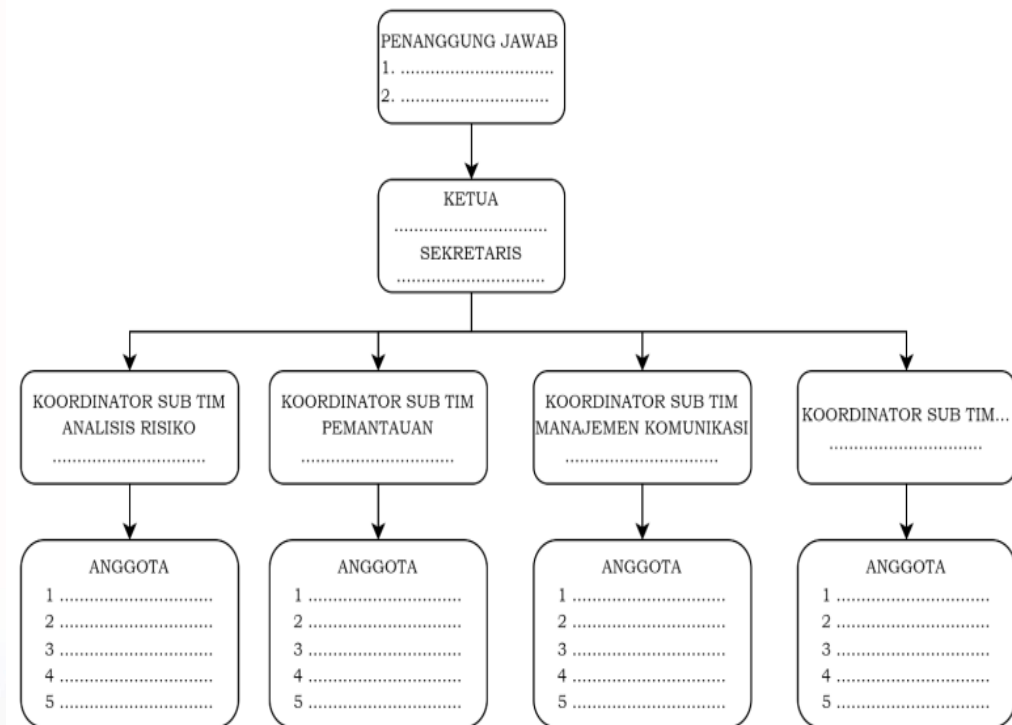 PENANGGUNG JAWAB
1. ................................
2. ...............................
KETUA
................................
SEKRETARIS
...............................
KOORDINATOR SUB TIM
ANALISIS RISIKO
................................
KOORDINATOR SUB TIM
PEMANTAUAN
................................
KOORDINATOR SUB TIM
MANAJEMEN KOMUNIKASI
................................
KOORDINATOR SUB TIM...
................................
ANGGOTA
1 ................................
2 ................................
3 ................................
4 ................................
5 ................................
ANGGOTA
1 ................................
2 ................................
3 ................................
4 ................................
5 ................................
ANGGOTA
1 ................................
2 ................................
3 ................................
4 ................................
5 ................................
ANGGOTA
1 ................................
2 ................................
3 ................................
4 ................................
5 ................................